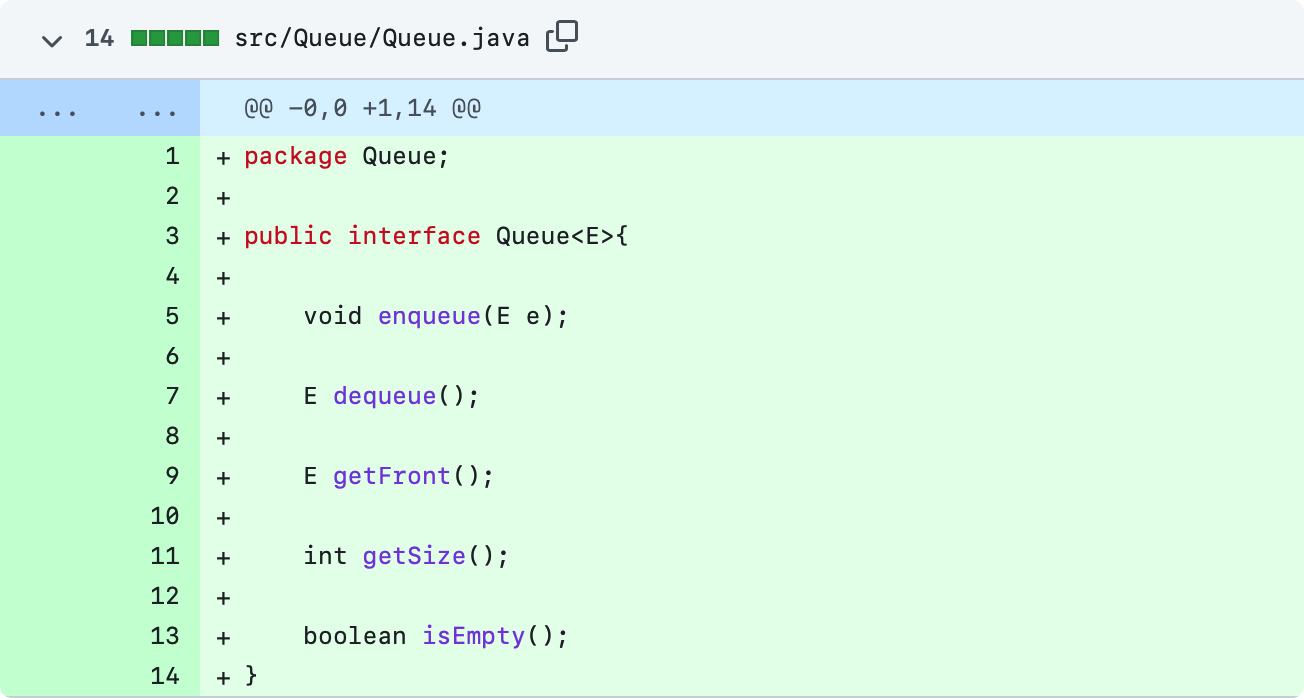 14 src/Queue/Queue.java
... ... @@ -0,0 +1,14 @@
1 + package Queue;
2 +
3 + public interface Queue<E>{
4 +
5 +     void enqueue(E e);
6 +
7 +     E dequeue();
8 +
9 +     E getFront();
10 +
11 +     int getSize();
12 +
13 +     boolean isEmpty();
14 + }